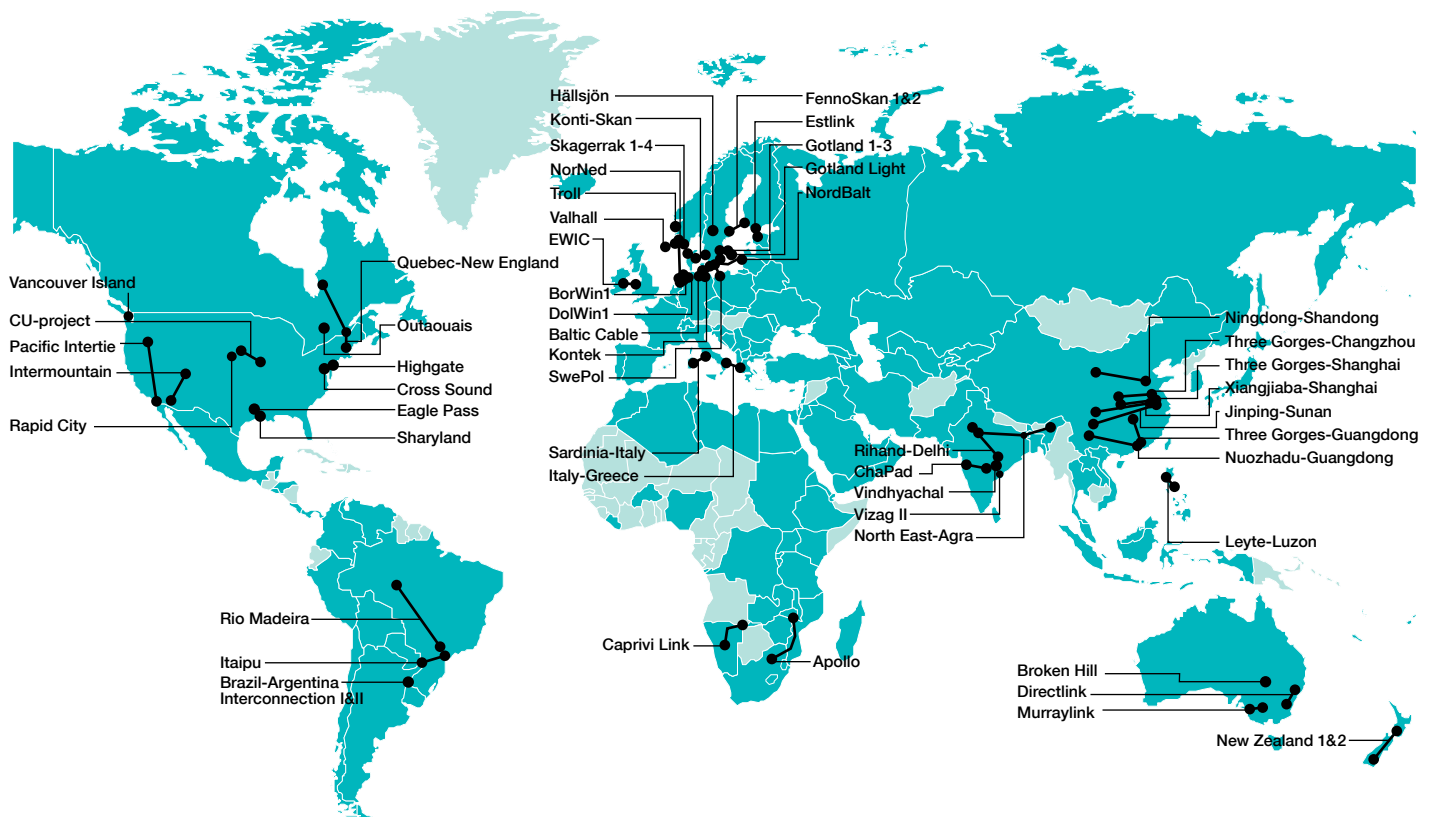 Vancouver Island
CU-project
Pacific Intertie
Intermountain
Rapid City
Quebec-New England
Outaouais
Highgate
Cross Sound
Eagle Pass
Sharyland
Rio Madeira
Itaipu
Brazil-Argentina
Interconnection I&II
Hällsjön
Konti-Skan
Skagerrak 1-4
NorNed
Troll
Valhall
EWIC
BorWin1
DolWin1
Baltic Cable
Kontek
SwePol
Sardinia-Italy
Italy-Greece
FennoSkan 1&2
Estlink
Gotland 1-3
Gotland Light
NordBalt
Caprivi Link
Apollo
Rihand-Delhi
ChaPad
Vindhyachal
Vizag II
North East-Agra
Ningdong-Shandong
Three Gorges-Changzhou
Three Gorges-Shanghai
Xiangjiaba-Shanghai
Jinping-Sunan
Three Gorges-Guangdong
Nuozhadu-Guangdong
Leyte-Luzon
Broken Hill
Directlink
Murraylink
New Zealand 1&2